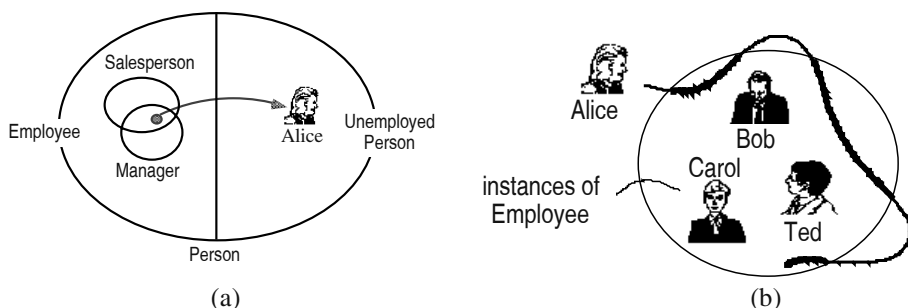 Salesperson
Employee
Manager
Alice
Unemployed
Person
Person
(a)
Alice
Bob
Carol
instances of
Employee
Ted
(b)